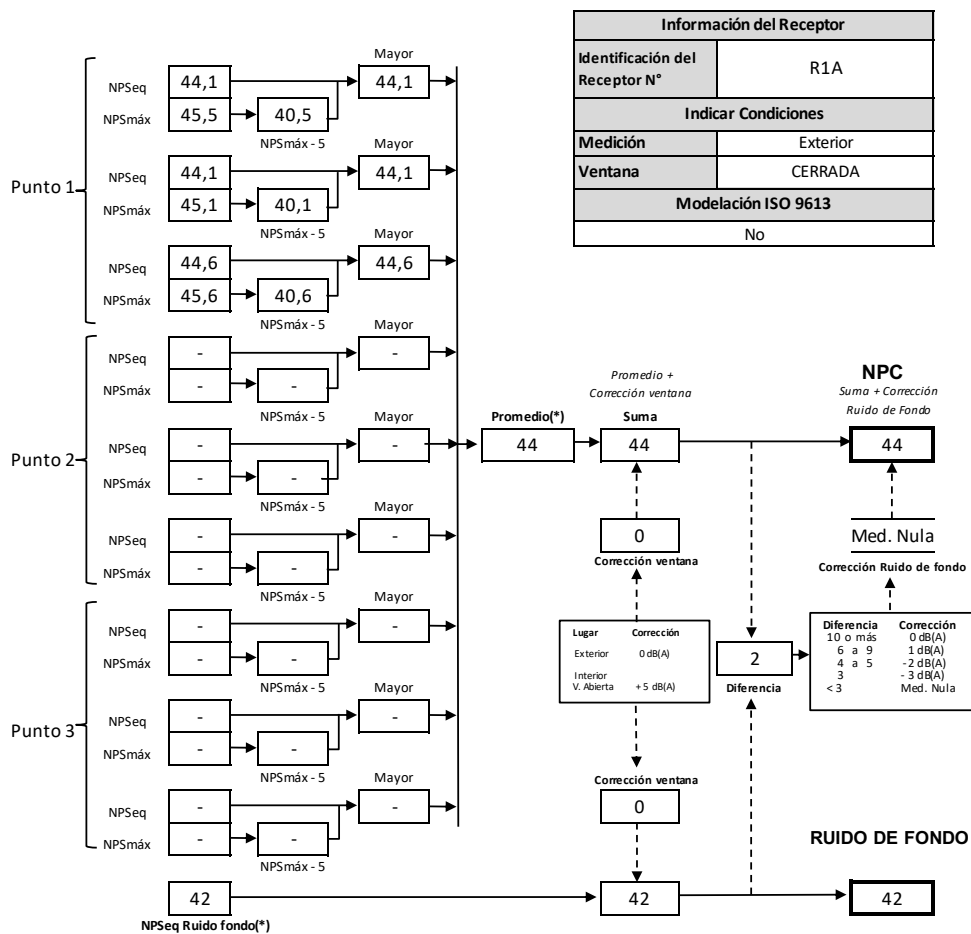 Información del Receptor
Identificación del Receptor N°
R1A
Indicar Condiciones
Medición
Exterior
Ventana
CERRADA
Modelación ISO 9613
No
Punto 1
Mayor
NPSeq
44,1
44,1
NPSmáx
45,5
40,5
NPSmáx - 5
Mayor
NPSeq
44,1
44,1
NPSmáx
45,1
40,1
NPSmáx - 5
Mayor
NPSeq
44,6
44,6
NPSmáx
45,6
40,6
NPSmáx - 5
Punto 2
Mayor
NPSeq
-
-
NPSmáx
-
-
NPSmáx - 5
Mayor
NPSeq
-
-
NPSmáx
-
-
NPSmáx - 5
Mayor
NPSeq
-
-
NPSmáx
-
-
NPSmáx - 5
Punto 3
Mayor
NPSeq
-
-
NPSmáx
-
-
NPSmáx - 5
Mayor
NPSeq
-
-
NPSmáx
-
-
NPSmáx - 5
Mayor
NPSeq
-
-
NPSmáx
-
-
NPSmáx - 5
42
NPSeq Ruido fondo(*)
Promedio(*)
44
Promedio +
Corrección ventana
Suma
44
0
Corrección ventana
Lugar Corrección
Exterior 0 dB(A)
Interior
V. Abierta + 5 dB(A)
Corrección ventana
0
42
2
Diferencia
NPC
Suma + Corrección
Ruido de Fondo
44
Med. Nula
Corrección Ruido de fondo
Diferencia Corrección
10 o más 0 dB(A)
6 a 9 1 dB(A)
4 a 5 -2 dB(A)
3 - 3 dB(A)
< 3 Med. Nula
RUIDO DE FONDO
42